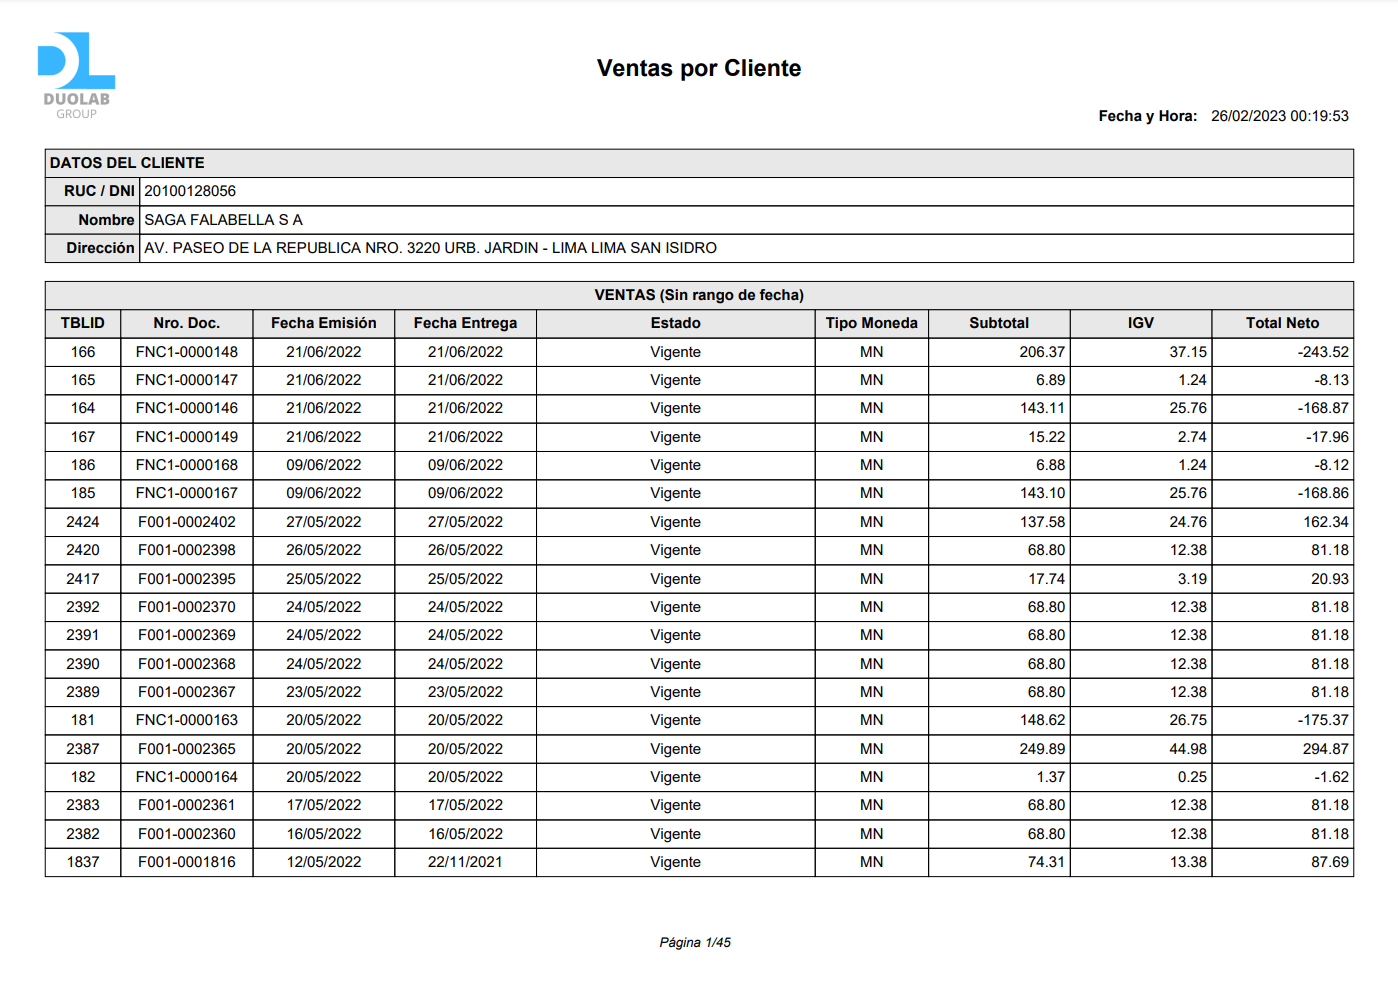 DL
DUOLAB
GROUP
Ventas por Cliente
Fecha y Hora: 26/02/2023 00:19:53
DATOS DEL CLIENTE
RUC / DNI 20100128056
Nombre SAGA FALABELLA S A
Dirección AV. PASEO DE LA REPUBLICA NRO. 3220 URB. JARDIN - LIMA LIMA SAN ISIDRO
VENTAS (Sin rango de fecha)
TBLID Nro. Doc. Fecha Emisión Fecha Entrega Estado Tipo Moneda Subtotal IGV Total Neto
166 FNC1-0000148 21/06/2022 21/06/2022 Vigente MN 206.37 37.15 -243.52
165 FNC1-0000147 21/06/2022 21/06/2022 Vigente MN 6.89 1.24 -8.13
164 FNC1-0000146 21/06/2022 21/06/2022 Vigente MN 143.11 25.76 -168.87
167 FNC1-0000149 21/06/2022 21/06/2022 Vigente MN 15.22 2.74 -17.96
186 FNC1-0000168 09/06/2022 09/06/2022 Vigente MN 6.88 1.24 -8.12
185 FNC1-0000167 09/06/2022 09/06/2022 Vigente MN 143.10 25.76 -168.86
2424 F001-0002402 27/05/2022 27/05/2022 Vigente MN 137.58 24.76 162.34
2420 F001-0002398 26/05/2022 26/05/2022 Vigente MN 68.80 12.38 81.18
2417 F001-0002395 25/05/2022 25/05/2022 Vigente MN 17.74 3.19 20.93
2392 F001-0002370 24/05/2022 24/05/2022 Vigente MN 68.80 12.38 81.18
2391 F001-0002369 24/05/2022 24/05/2022 Vigente MN 68.80 12.38 81.18
2390 F001-0002368 24/05/2022 24/05/2022 Vigente MN 68.80 12.38 81.18
2389 F001-0002367 23/05/2022 23/05/2022 Vigente MN 68.80 12.38 81.18
181 FNC1-0000163 20/05/2022 20/05/2022 Vigente MN 148.62 26.75 -175.37
2387 F001-0002365 20/05/2022 20/05/2022 Vigente MN 249.89 44.98 294.87
182 FNC1-0000164 20/05/2022 20/05/2022 Vigente MN 1.37 0.25 -1.62
2383 F001-0002361 17/05/2022 17/05/2022 Vigente MN 68.80 12.38 81.18
2382 F001-0002360 16/05/2022 16/05/2022 Vigente MN 68.80 12.38 81.18
1837 F001-0001816 12/05/2022 22/11/2021 Vigente MN 74.31 13.38 87.69
Página 1/45